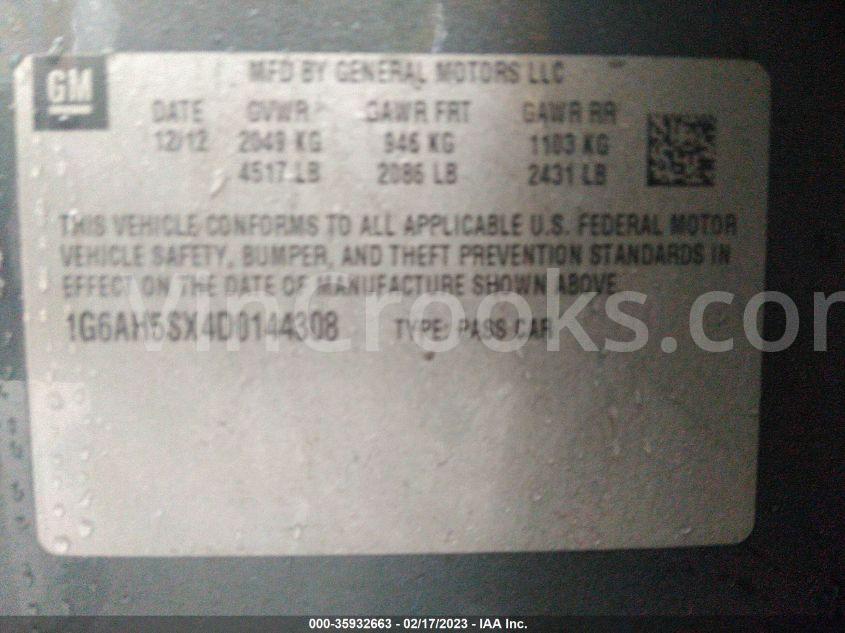 GM
MFD BY GENERAL MOTORS LLC
DATE GVWR GAWR FRT GAWR RR
12/12 2049 KG 946 KG 1103 KG
4517 LB 2086 LB 2431 LB
THIS VEHICLE CONFORMS TO ALL APPLICABLE U.S. FEDERAL MOTOR
VEHICLE SAFETY, BUMPER, AND THEFT PREVENTION STANDARDS IN
EFFECT ON THE DATE OF MANUFACTURE SHOWN ABOVE
1G6AH5SX4D0144308 TYPE: PASS CAR
VinCrooks.com
000-35932663 - 02/17/2023 - IAA Inc.